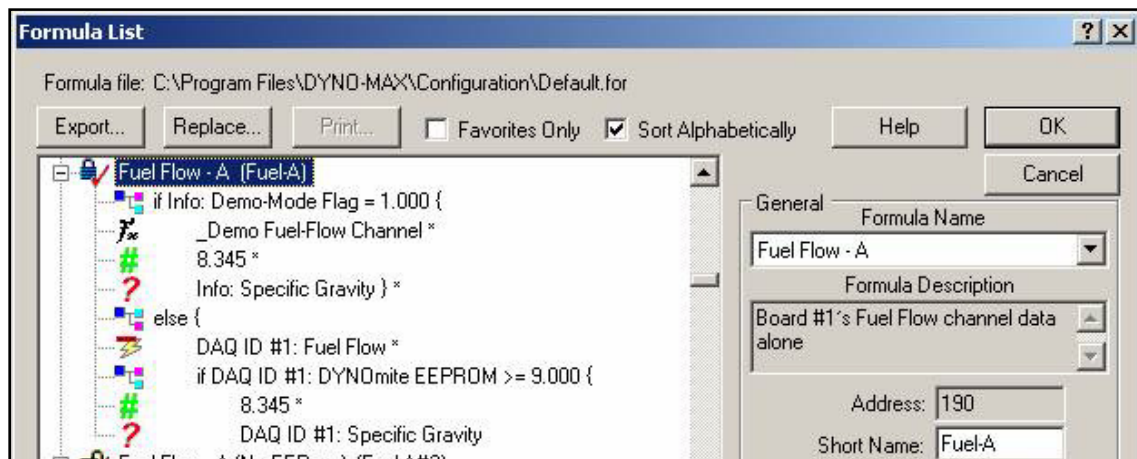 Formula List
Formula file: C:\Program Files\DYNO-MAX\Configuration\Default.for
Export... Replace... Print... Favorites Only Sort Alphabetically Help OK
Cancel
Fuel Flow - A (Fuel-A)
if Info: Demo-Mode Flag = 1.000 {
_Demo Fuel-Flow Channel *
8.345 *
Info: Specific Gravity } *
else {
DAQ ID #1: Fuel Flow *
if DAQ ID #1: DYNOmite EEPROM >= 9.000 {
8.345 *
DAQ ID #1: Specific Gravity
General
Formula Name
Fuel Flow - A
Formula Description
Board #1's Fuel Flow channel data
alone
Address: 190
Short Name: Fuel-A